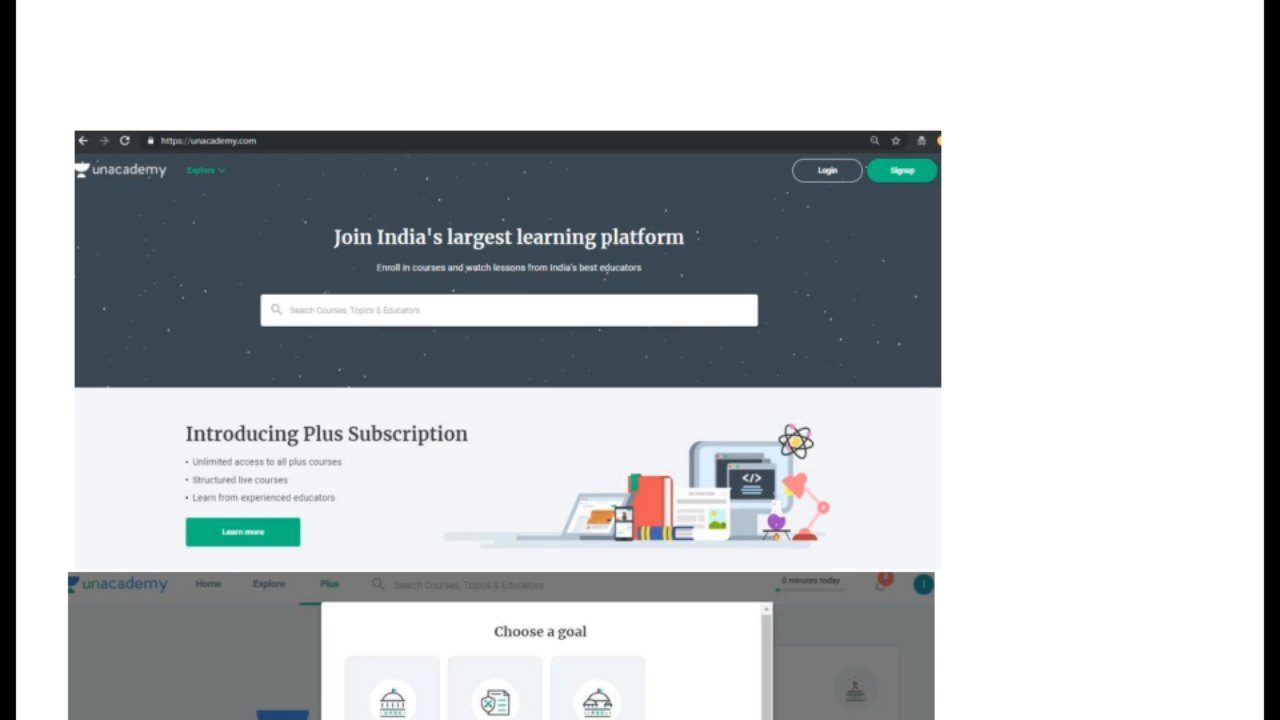 https://unacademy.com
unacademy Explore Login Signup
Join India's largest learning platform
Enroll in courses and watch lessons from India's best educators
Search Courses, Topics & Educators
Introducing Plus Subscription
• Unlimited access to all plus courses
• Structured live courses
• Learn from experienced educators
Learn more
</>
unacademy Home Explore Plus Search Courses, Topics & Educators 0 minutes today
Choose a goal